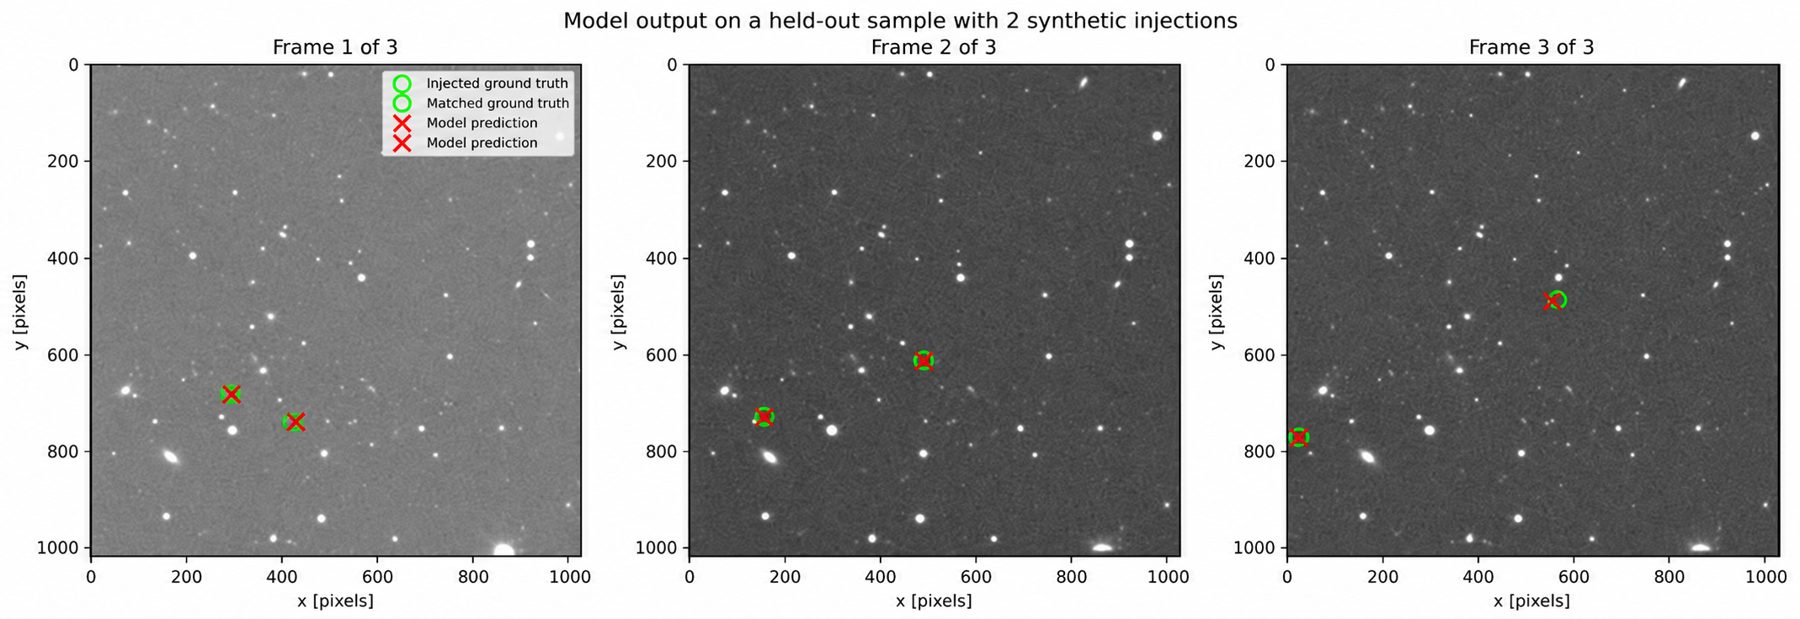 Model output on a held-out sample with 2 synthetic injections
Frame 1 of 3
Frame 2 of 3
Frame 3 of 3
Injected ground truth
Matched ground truth
Model prediction
Model prediction
y [pixels]
0
200
400
600
800
1000
0 200 400 600 800 1000
x [pixels]
y [pixels]
0
200
400
600
800
1000
0 200 400 600 800 1000
x [pixels]
y [pixels]
0
200
400
600
800
1000
0 200 400 600 800 1000
x [pixels]